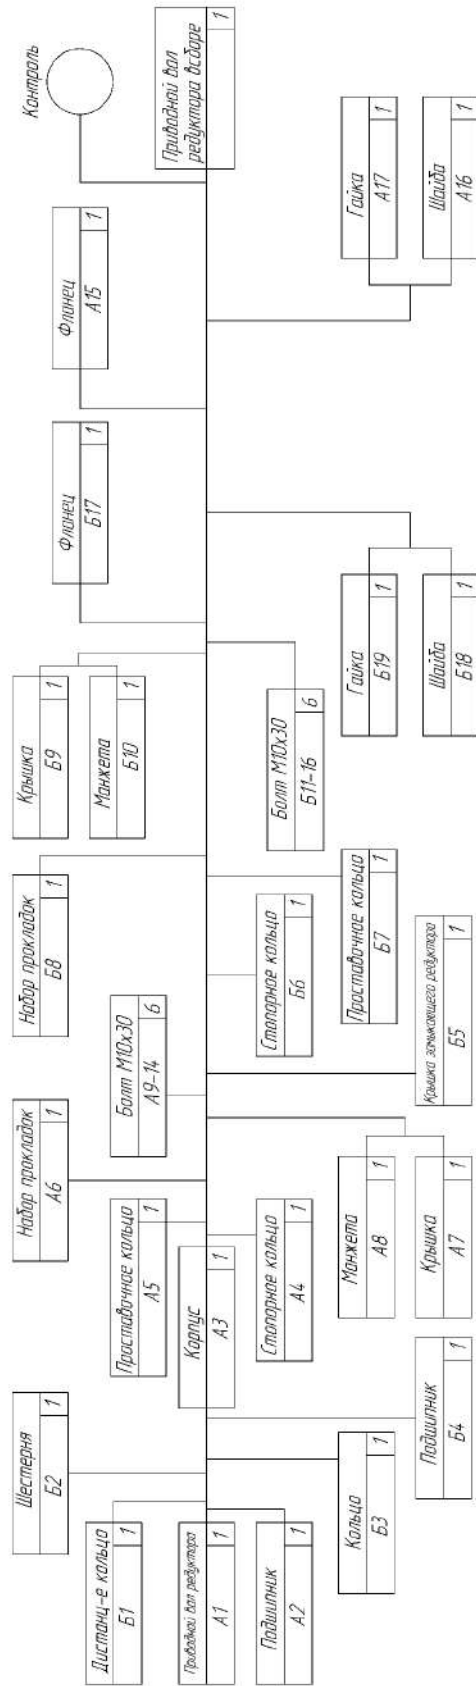 Контроль
Шестерня
Б2 1
Набор прокладок
А6 1
Набор прокладок
Б8 1
Крышка
Б9 1
Фланец
Б17 1
Фланец
А15 1
Дистанц-е кольцо
Б1 1
Проставочное кольцо
А5 1
Болт М10х30
А9-14 6
Манжета
Б10 1
Приводной вал редуктора
А1 1
Корпус
А3 1
Приводной вал
редуктора всборе
1
Подшипник
А2 1
Стопорное кольцо
А4 1
Стопорное кольцо
Б6 1
Болт М10х30
Б11-16 6
Кольцо
Б3 1
Манжета
А8 1
Проставочное кольцо
Б7 1
Гайка
Б19 1
Гайка
А17 1
Подшипник
Б4 1
Крышка
А7 1
Крышка замыкающего редуктора
Б5 1
Шайба
Б18 1
Шайба
А16 1